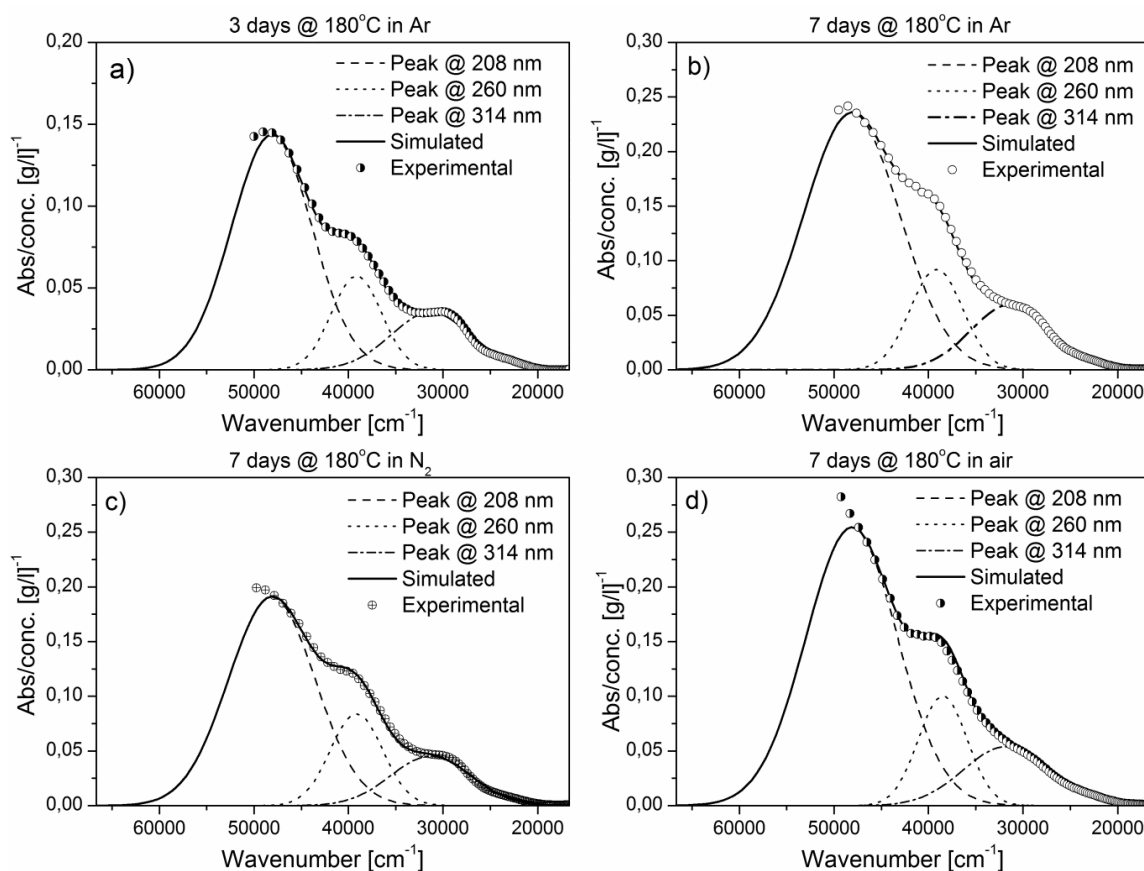 3 days @ 180°C in Ar
a)
Peak @ 208 nm
Peak @ 260 nm
Peak @ 314 nm
Simulated
Experimental
0,20
0,15
0,10
0,05
0,00
Abs/conc. [g/l]⁻¹
60000 50000 40000 30000 20000
Wavenumber [cm⁻¹]
7 days @ 180°C in Ar
b)
Peak @ 208 nm
Peak @ 260 nm
Peak @ 314 nm
Simulated
Experimental
0,30
0,25
0,20
0,15
0,10
0,05
0,00
Abs/conc. [g/l]⁻¹
60000 50000 40000 30000 20000
Wavenumber [cm⁻¹]
7 days @ 180°C in N₂
c)
Peak @ 208 nm
Peak @ 260 nm
Peak @ 314 nm
Simulated
Experimental
0,30
0,25
0,20
0,15
0,10
0,05
0,00
Abs/conc. [g/l]⁻¹
60000 50000 40000 30000 20000
Wavenumber [cm⁻¹]
7 days @ 180°C in air
d)
Peak @ 208 nm
Peak @ 260 nm
Peak @ 314 nm
Simulated
Experimental
0,30
0,25
0,20
0,15
0,10
0,05
0,00
Abs/conc. [g/l]⁻¹
60000 50000 40000 30000 20000
Wavenumber [cm⁻¹]